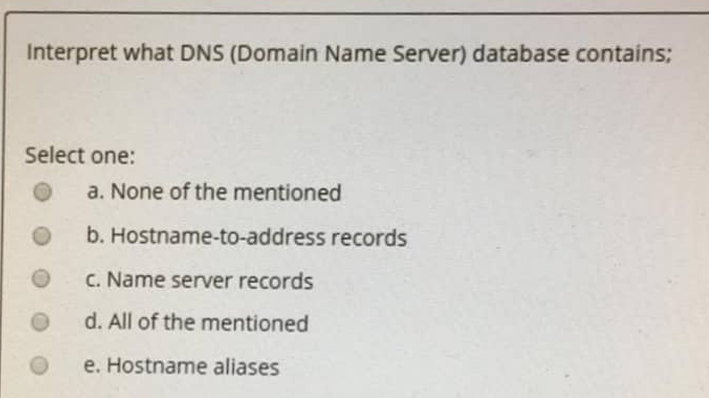 Interpret what DNS (Domain Name Server) database contains;
Select one:
a. None of the mentioned
b. Hostname-to-address records
c. Name server records
d. All of the mentioned
e. Hostname aliases